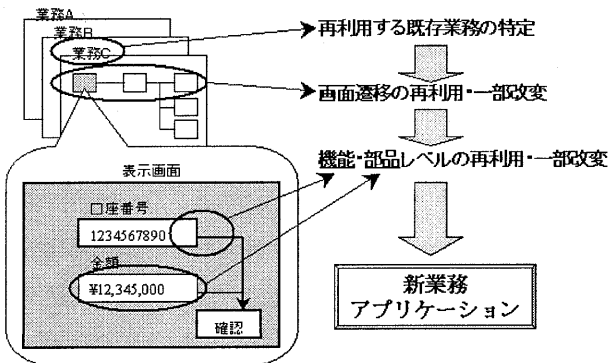 業務A
業務B
業務C
再利用する既存業務の特定
画面遷移の再利用・一部改変
機能・部品レベルの再利用・一部改変
表示画面
口座番号
1234567890
金額
¥12,345,000
確認
新業務
アプリケーション